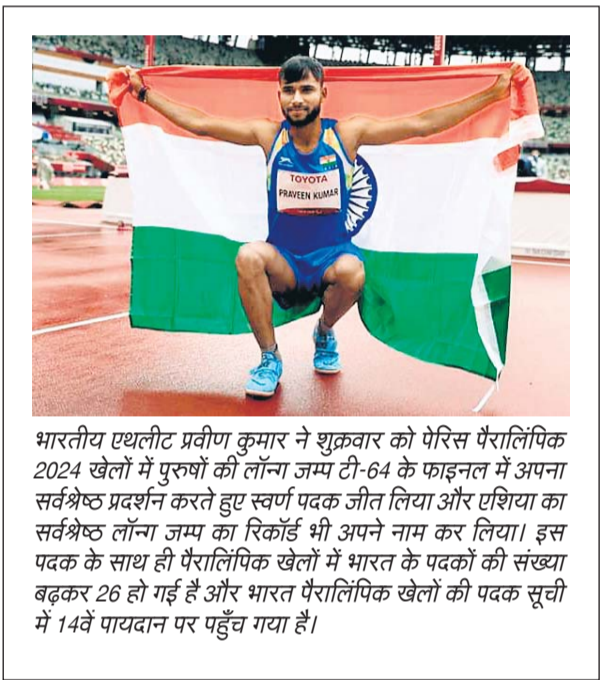 TOYOTA
PRAVEEN KUMAR
भारतीय एथलीट प्रवीण कुमार ने शुक्रवार को पेरिस पैरालिंपिक
2024 खेलों में पुरुषों की लॉन्ग जम्प टी-64 के फाइनल में अपना
सर्वश्रेष्ठ प्रदर्शन करते हुए स्वर्ण पदक जीत लिया और एशिया का
सर्वश्रेष्ठ लॉन्ग जम्प का रिकॉर्ड भी अपने नाम कर लिया। इस
पदक के साथ ही पैरालिंपिक खेलों में भारत के पदकों की संख्या
बढ़कर 26 हो गई है और भारत पैरालिंपिक खेलों की पदक सूची
में 14वें पायदान पर पहुँच गया है।